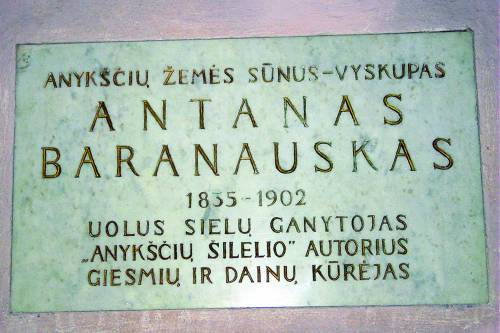 ANYKŠČIŲ ŽEMĖS SŪNUS-VYSKUPAS
ANTANAS
BARANAUSKAS
1835-1902
UOLUS SIELŲ GANYTOJAS
„ANYKŠČIŲ ŠILELIO" AUTORIUS
GIESMIŲ IR DAINŲ KŪRĖJAS